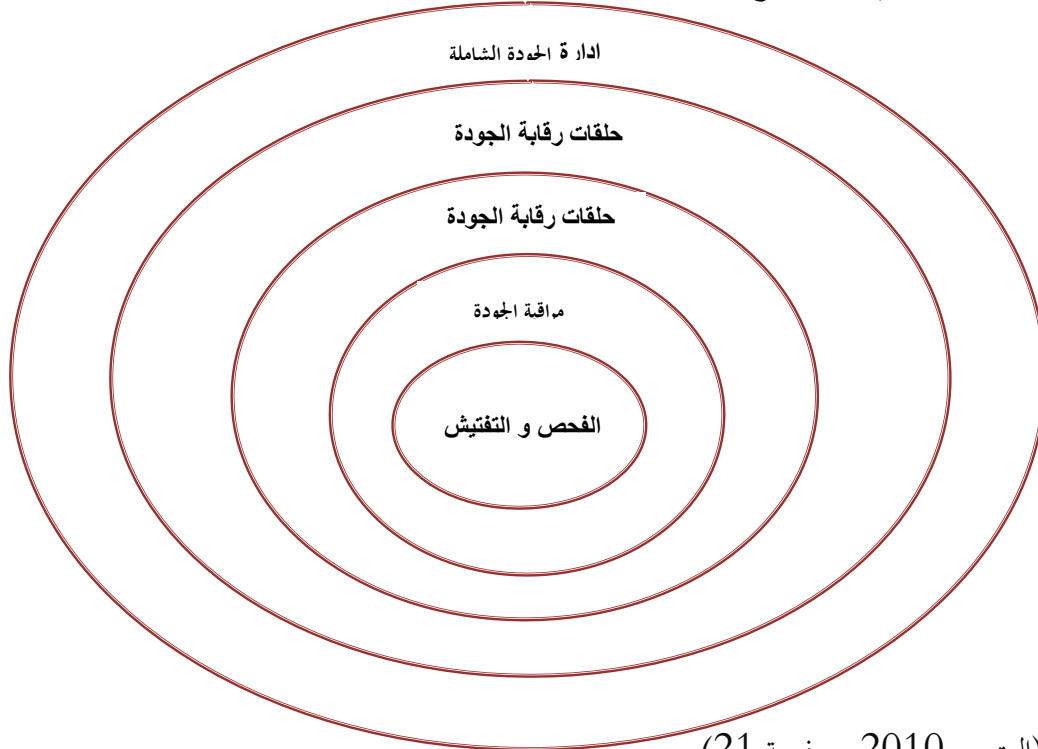 ادارة الجودة الشاملة
حلقات رقابة الجودة
حلقات رقابة الجودة
مراقبة الجودة
الفحص و التفتيش
2010
21)